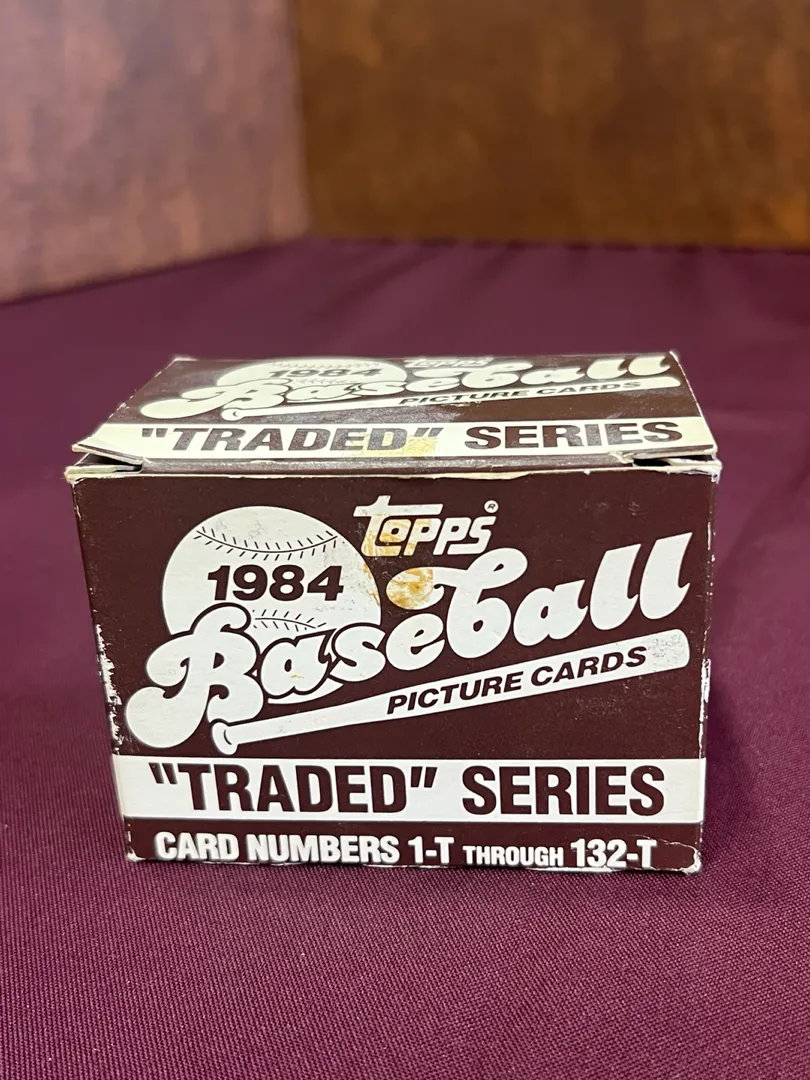 1984
Topps
Baseball
PICTURE CARDS
"TRADED" SERIES
Topps®
1984
Baseball
PICTURE CARDS
"TRADED" SERIES
CARD NUMBERS 1-T THROUGH 132-T